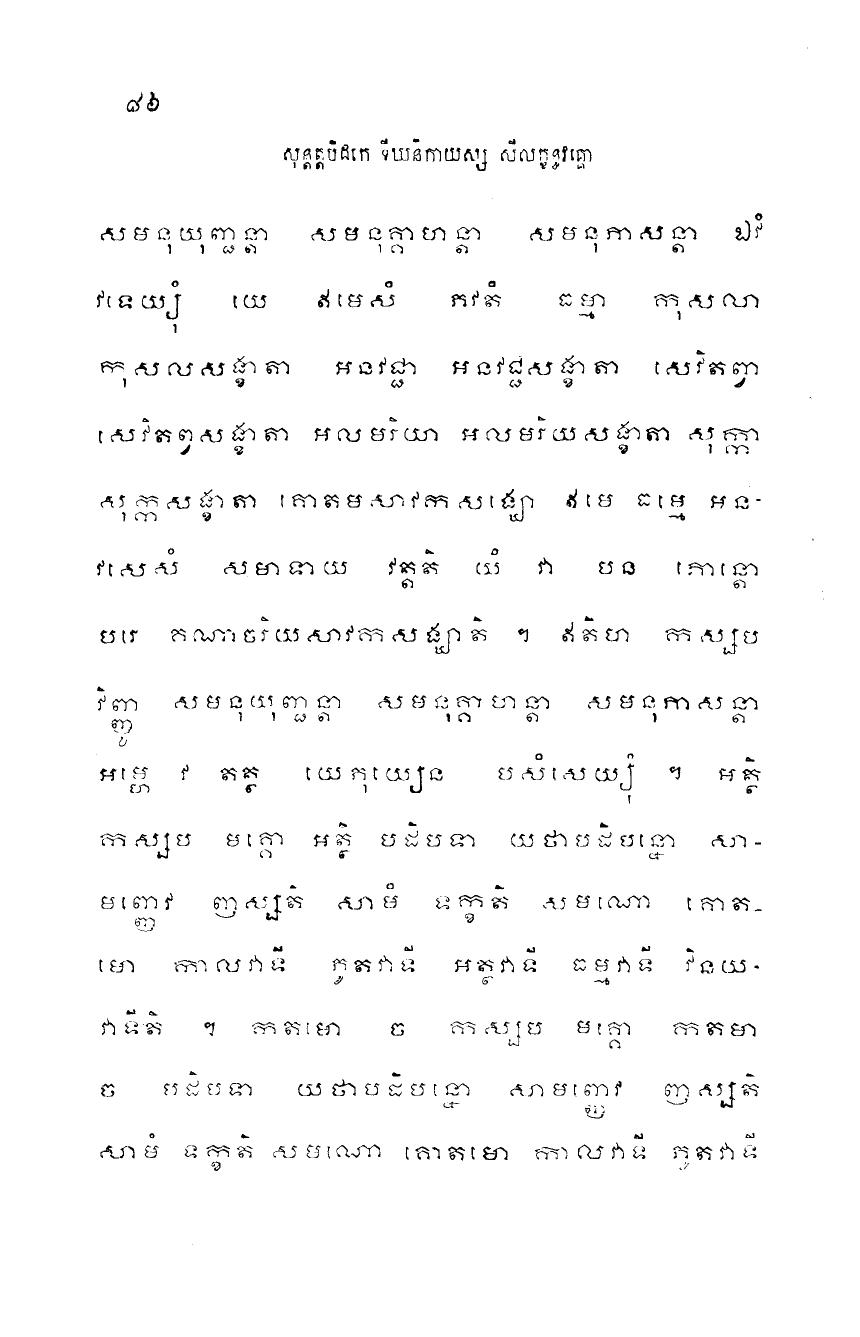 ៨៦
សុត្តន្តបិដកេ ទីឃនិកាយស្ស សីលក្ខន្ធវគ្គោ
សមនុយុញ្ជន្តា សមនុគ្គាហន្តា សមនុភាសន្តា ឯវំ
វទេយ្យុំ យេ ឥមេសំ ភវតំ ធម្មា កុសលា
កុសលសង្ខាតា អនវជ្ជា អនវជ្ជសង្ខាតា សេវិតព្វា
សេវិតព្វសង្ខាតា អលមរិយា អលមរិយសង្ខាតា សុក្កា
សុក្កសង្ខាតា គោតមសាវកសង្ឃោ ឥមេ ធម្មេ អន-
វសេសំ សមាទាយ វត្តតិ យំ វា បន ភោន្តោ
បរេ គណាចរិយសាវកសង្ឃាតិ ។ ឥតិហ កស្សប
វិញ្ញូ សមនុយុញ្ជន្តា សមនុគ្គាហន្តា សមនុភាសន្តា
អម្ហេ វ តត្ថ យេភុយ្យេន បសំសេយ្យុំ ។ អត្ថិ
កស្សប មគ្គោ អត្ថិ បដិបទា យថាបដិបន្នោ សា-
មញ្ញេវ ញស្សតិ សាមំ ទក្ខតិ សមណោ គោត-
មោ កាលវាទី ភូតវាទី អត្ថវាទី ធម្មវាទី វិនយ-
វាទីតិ ។ កតមោ ច កស្សប មគ្គោ កតមា
ច បដិបទា យថាបដិបន្នោ សាមញ្ញេវ ញស្សតិ
សាមំ ទក្ខតិ សមណោ គោតមោ កាលវាទី ភូតវាទី